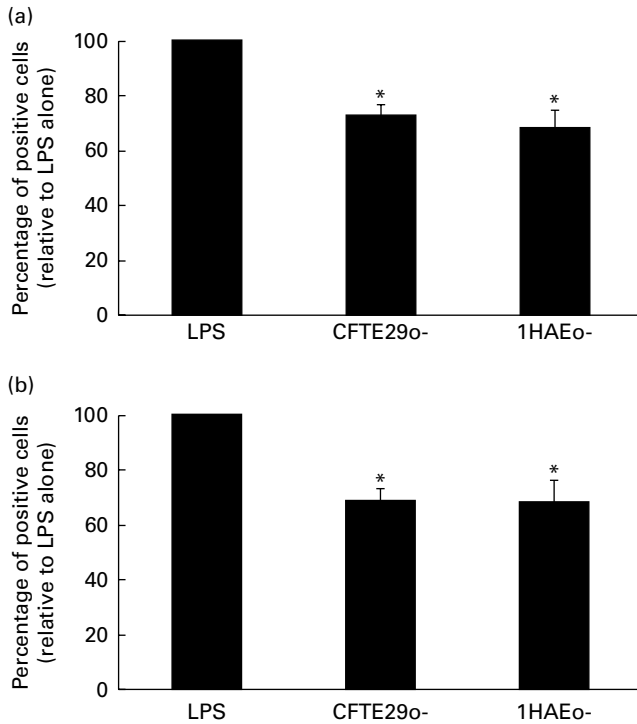 (a)
Percentage of positive cells
(relative to LPS alone)
100
80
60
40
20
0
*
*
LPS
CFTE29o-
1HAEo-
(b)
Percentage of positive cells
(relative to LPS alone)
100
80
60
40
20
0
*
*
LPS
CFTE29o-
1HAEo-